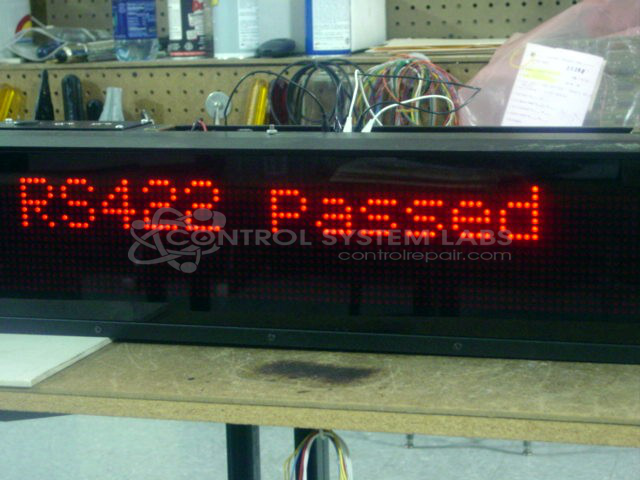 RS422 Passed
CONTROL SYSTEM LABS
controlrepair.com